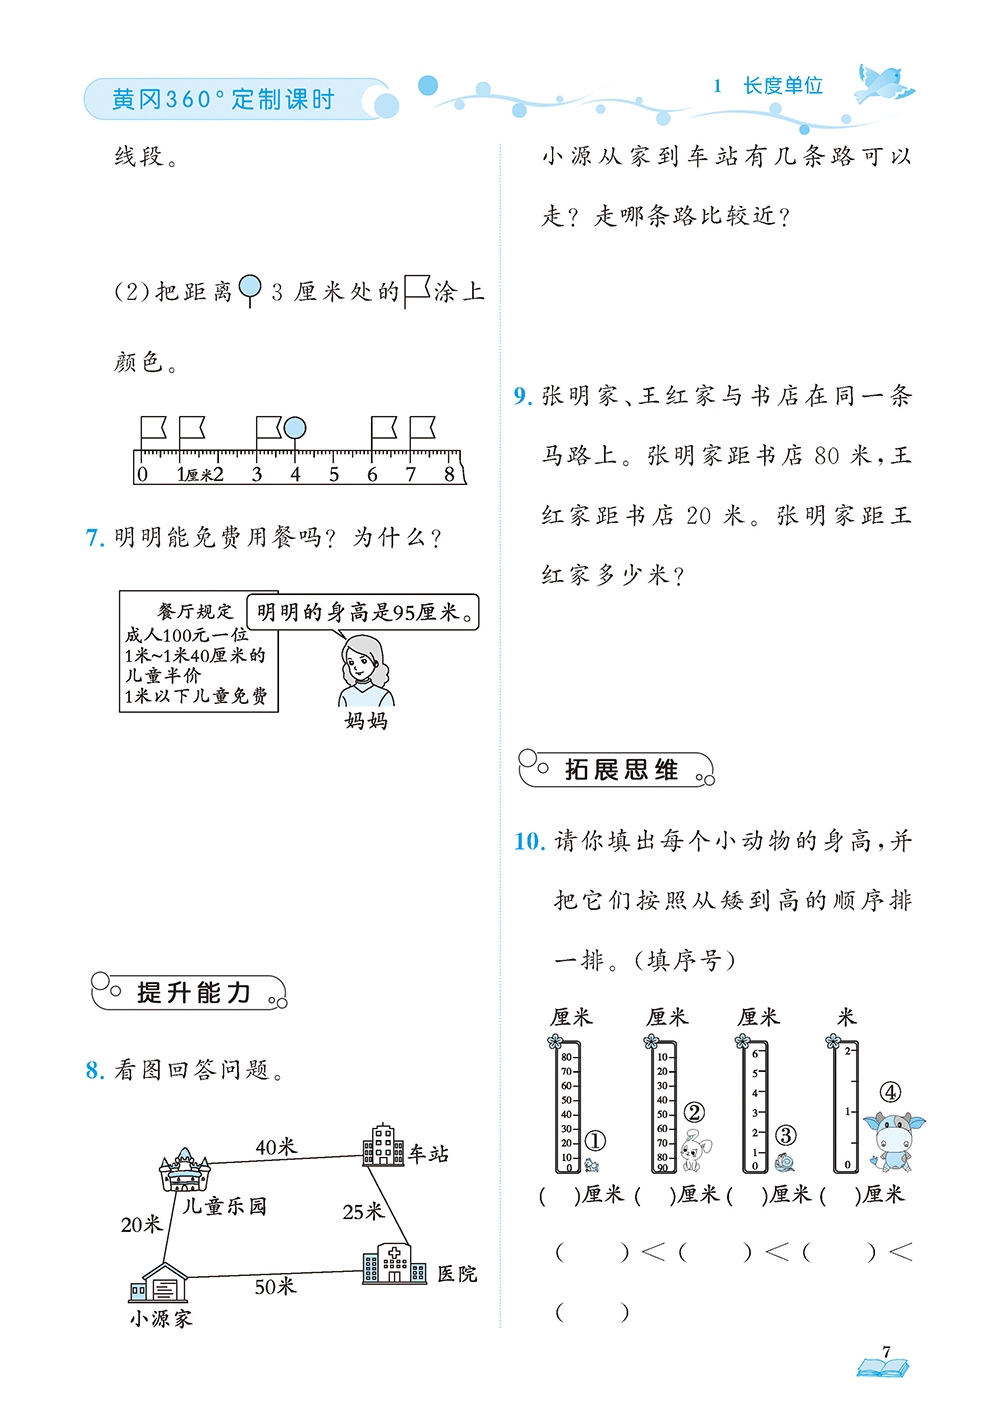 黄冈360°定制课时
1 长度单位
线段。
(2)把距离 3 厘米处的 涂上
颜色。
0 1厘米2 3 4 5 6 7 8
7. 明明能免费用餐吗？为什么？
餐厅规定
成人100元一位
1米~1米40厘米的
儿童半价
1米以下儿童免费
明明的身高是95厘米。
妈妈
提升能力
8. 看图回答问题。
40米
车站
儿童乐园
20米
25米
医院
50米
小源家
小源从家到车站有几条路可以
走？走哪条路比较近？
9. 张明家、王红家与书店在同一条
马路上。张明家距书店 80 米，王
红家距书店 20 米。张明家距王
红家多少米？
拓展思维
10. 请你填出每个小动物的身高，并
把它们按照从矮到高的顺序排
一排。（填序号）
厘米 厘米 厘米 米
80
70
60
50
40
30
20
10
0
①
10
20
30
40
50
60
70
80
90
②
6
5
4
3
2
1
0
③
2
1
0
④
( )厘米 ( )厘米 ( )厘米 ( )厘米
( )＜( )＜( )＜
( )
7